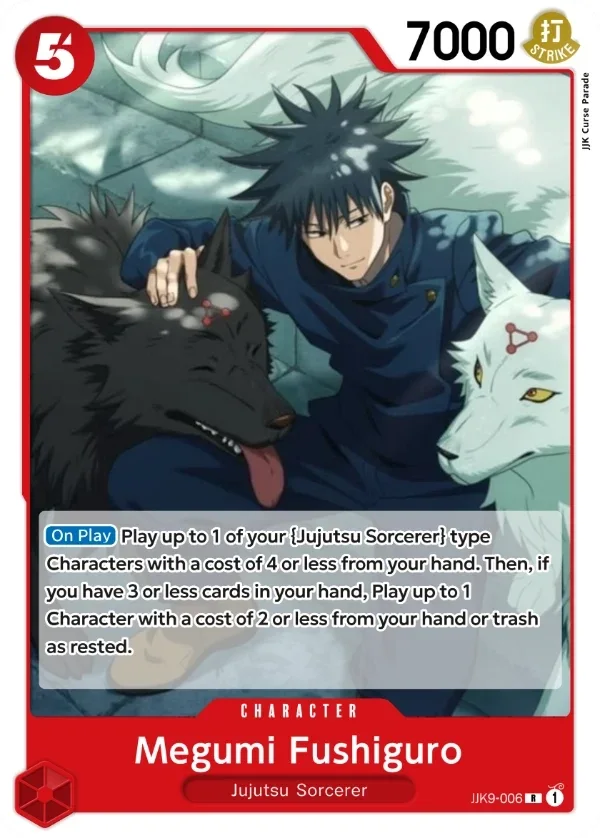 5
7000
打
STRIKE
JJK Curse Parade
On Play Play up to 1 of your {Jujutsu Sorcerer} type
Characters with a cost of 4 or less from your hand. Then, if
you have 3 or less cards in your hand, Play up to 1
Character with a cost of 2 or less from your hand or trash
as rested.
CHARACTER
Megumi Fushiguro
Jujutsu Sorcerer
JJK9-006 R 1